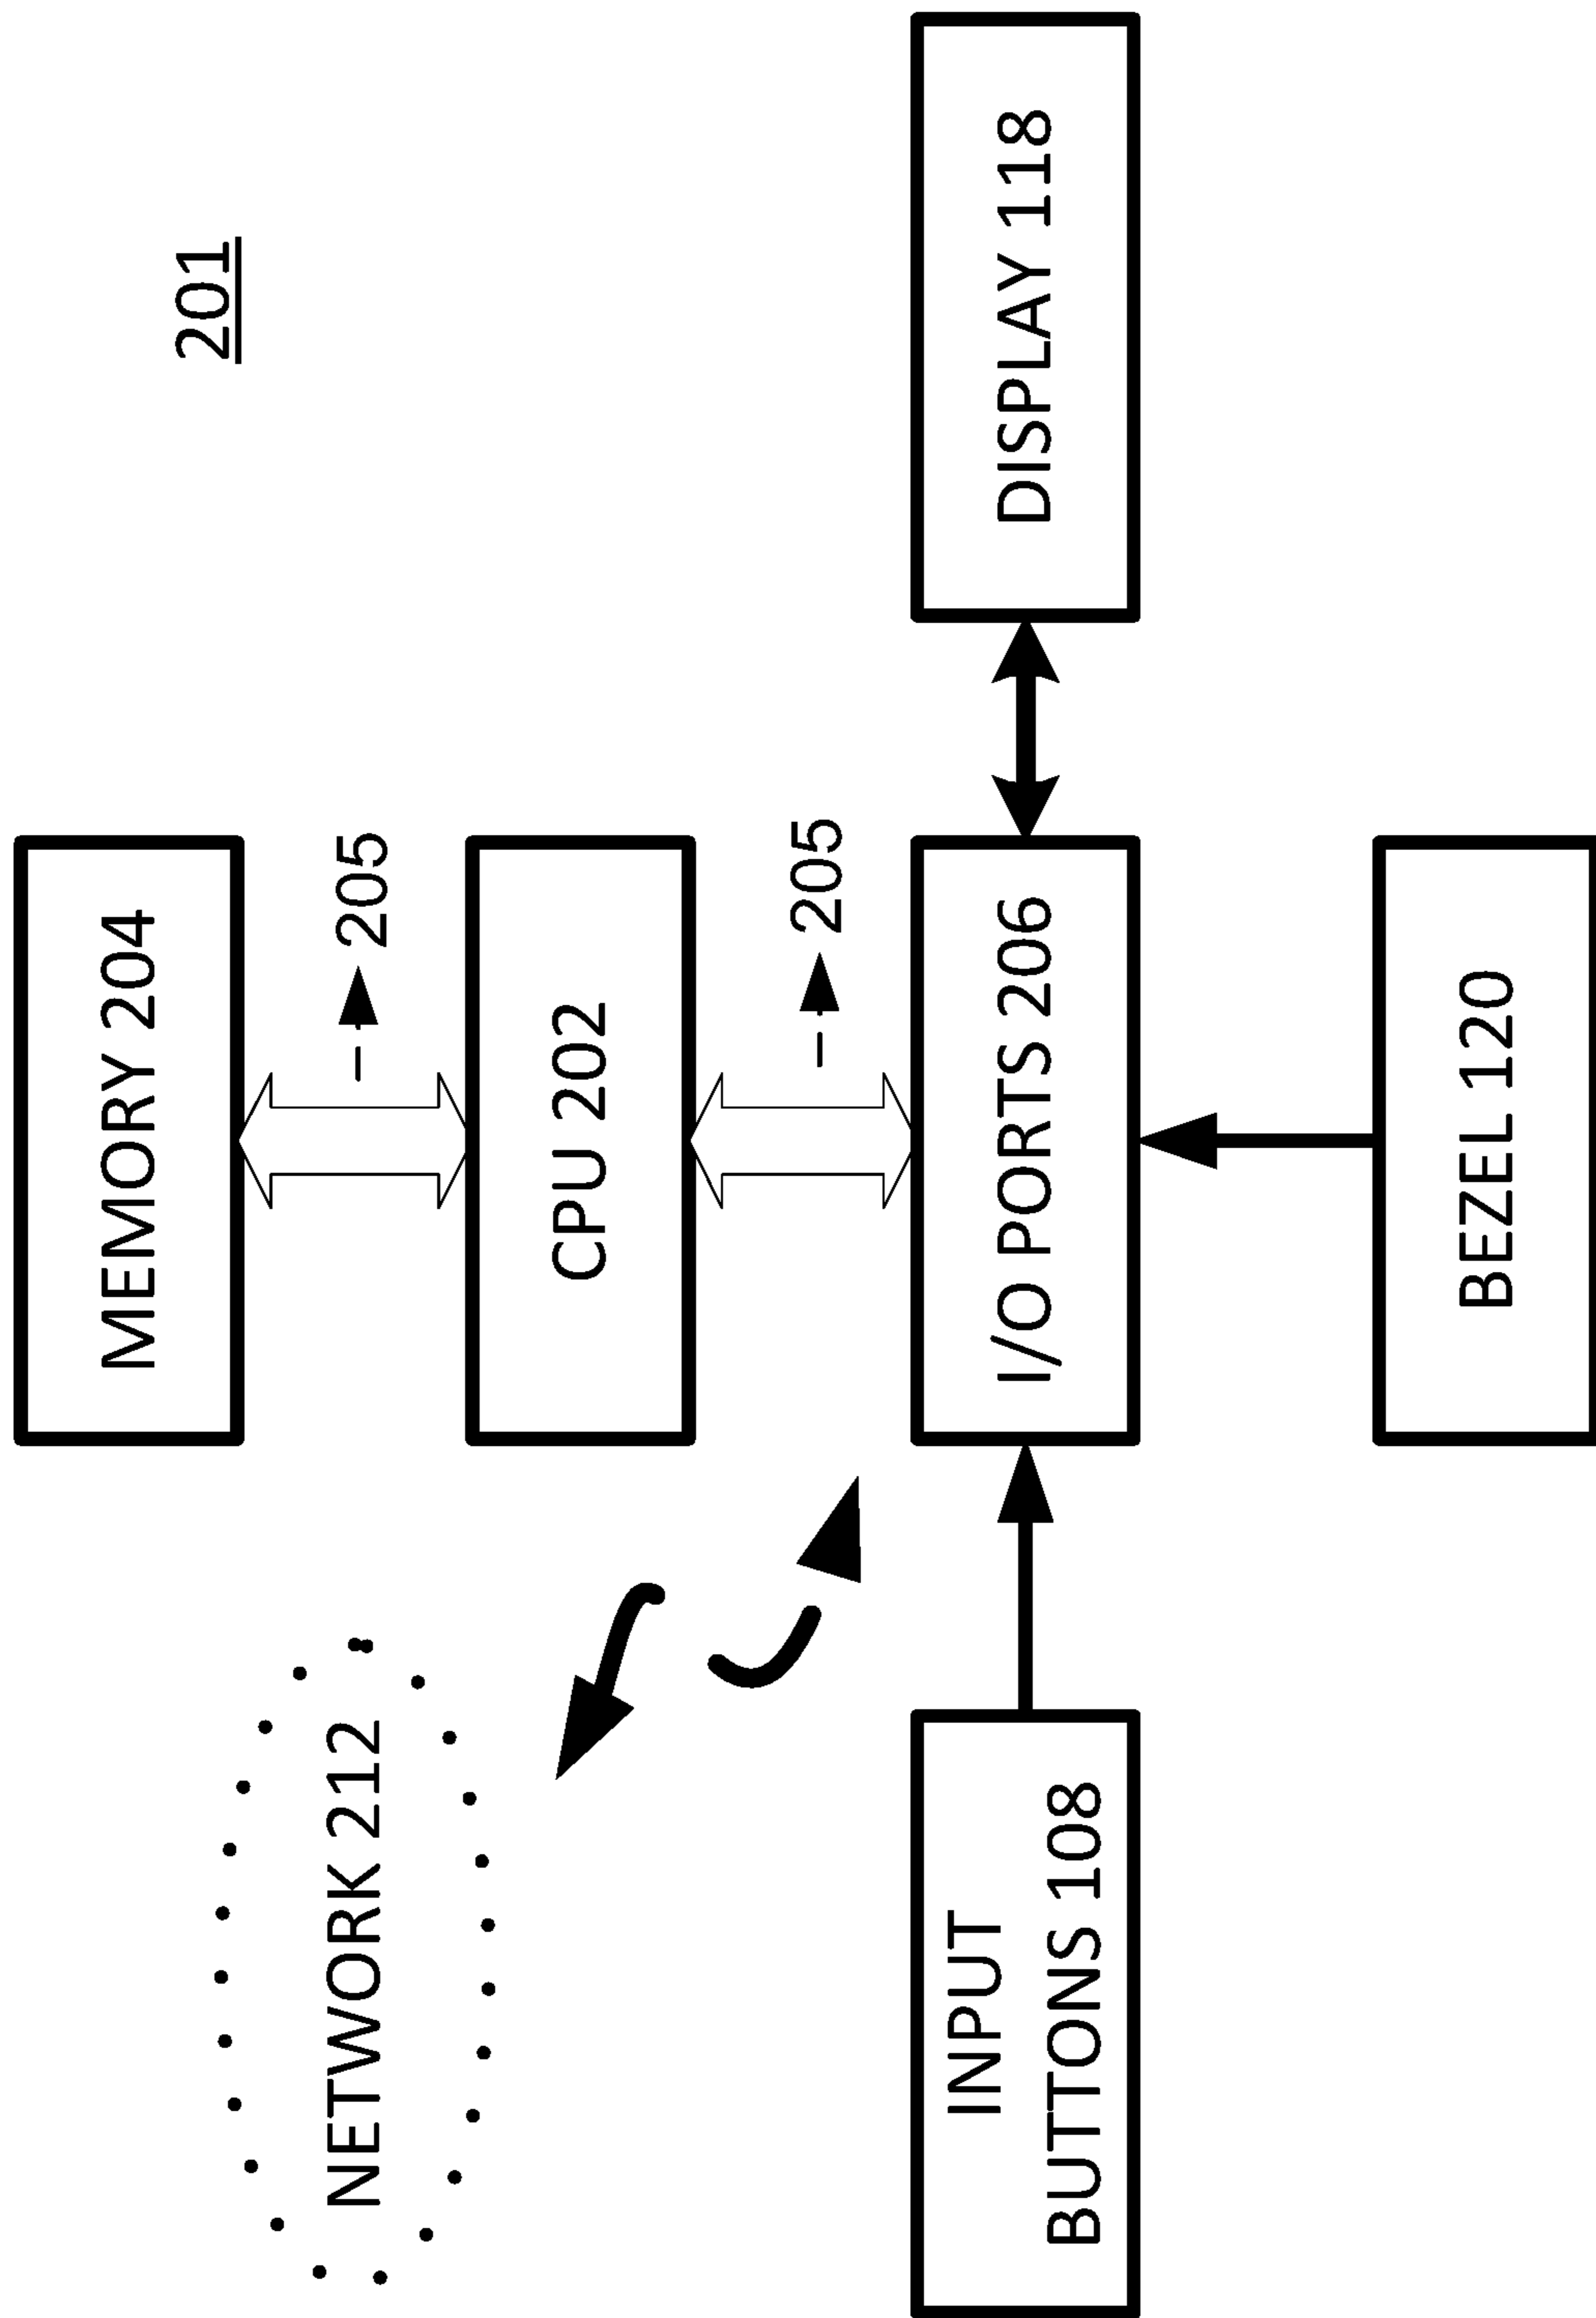 201
MEMORY 204
205
NETWORK 212
CPU 202
205
INPUT
BUTTONS 108
I/O PORTS 206
DISPLAY 118
BEZEL 120